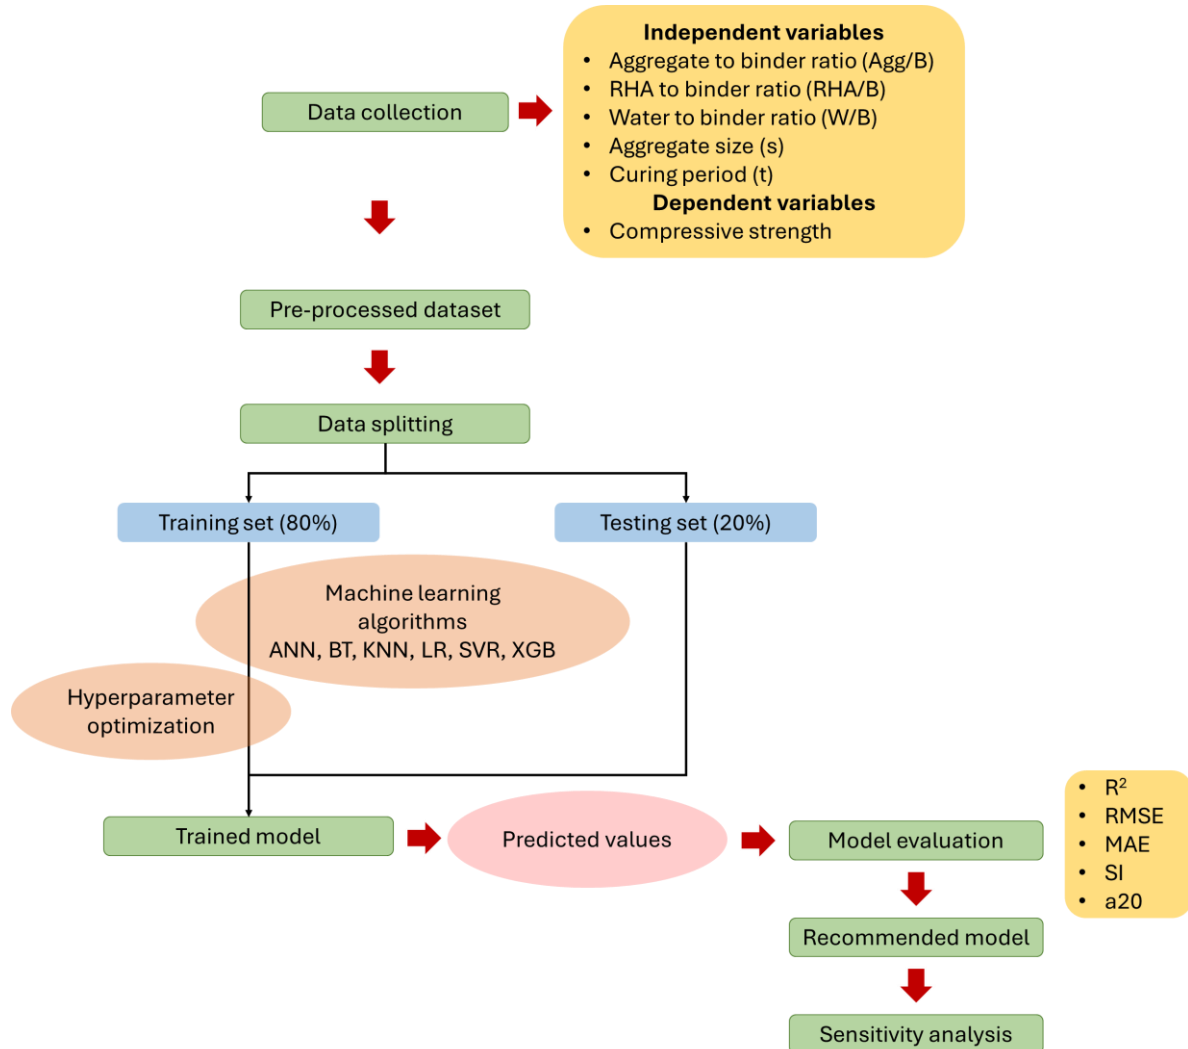 Data collection
Independent variables
• Aggregate to binder ratio (Agg/B)
• RHA to binder ratio (RHA/B)
• Water to binder ratio (W/B)
• Aggregate size (s)
• Curing period (t)
Dependent variables
• Compressive strength
Pre-processed dataset
Data splitting
Training set (80%)
Testing set (20%)
Machine learning
algorithms
ANN, BT, KNN, LR, SVR, XGB
Hyperparameter
optimization
Trained model
Predicted values
Model evaluation
• R²
• RMSE
• MAE
• SI
• a20
Recommended model
Sensitivity analysis